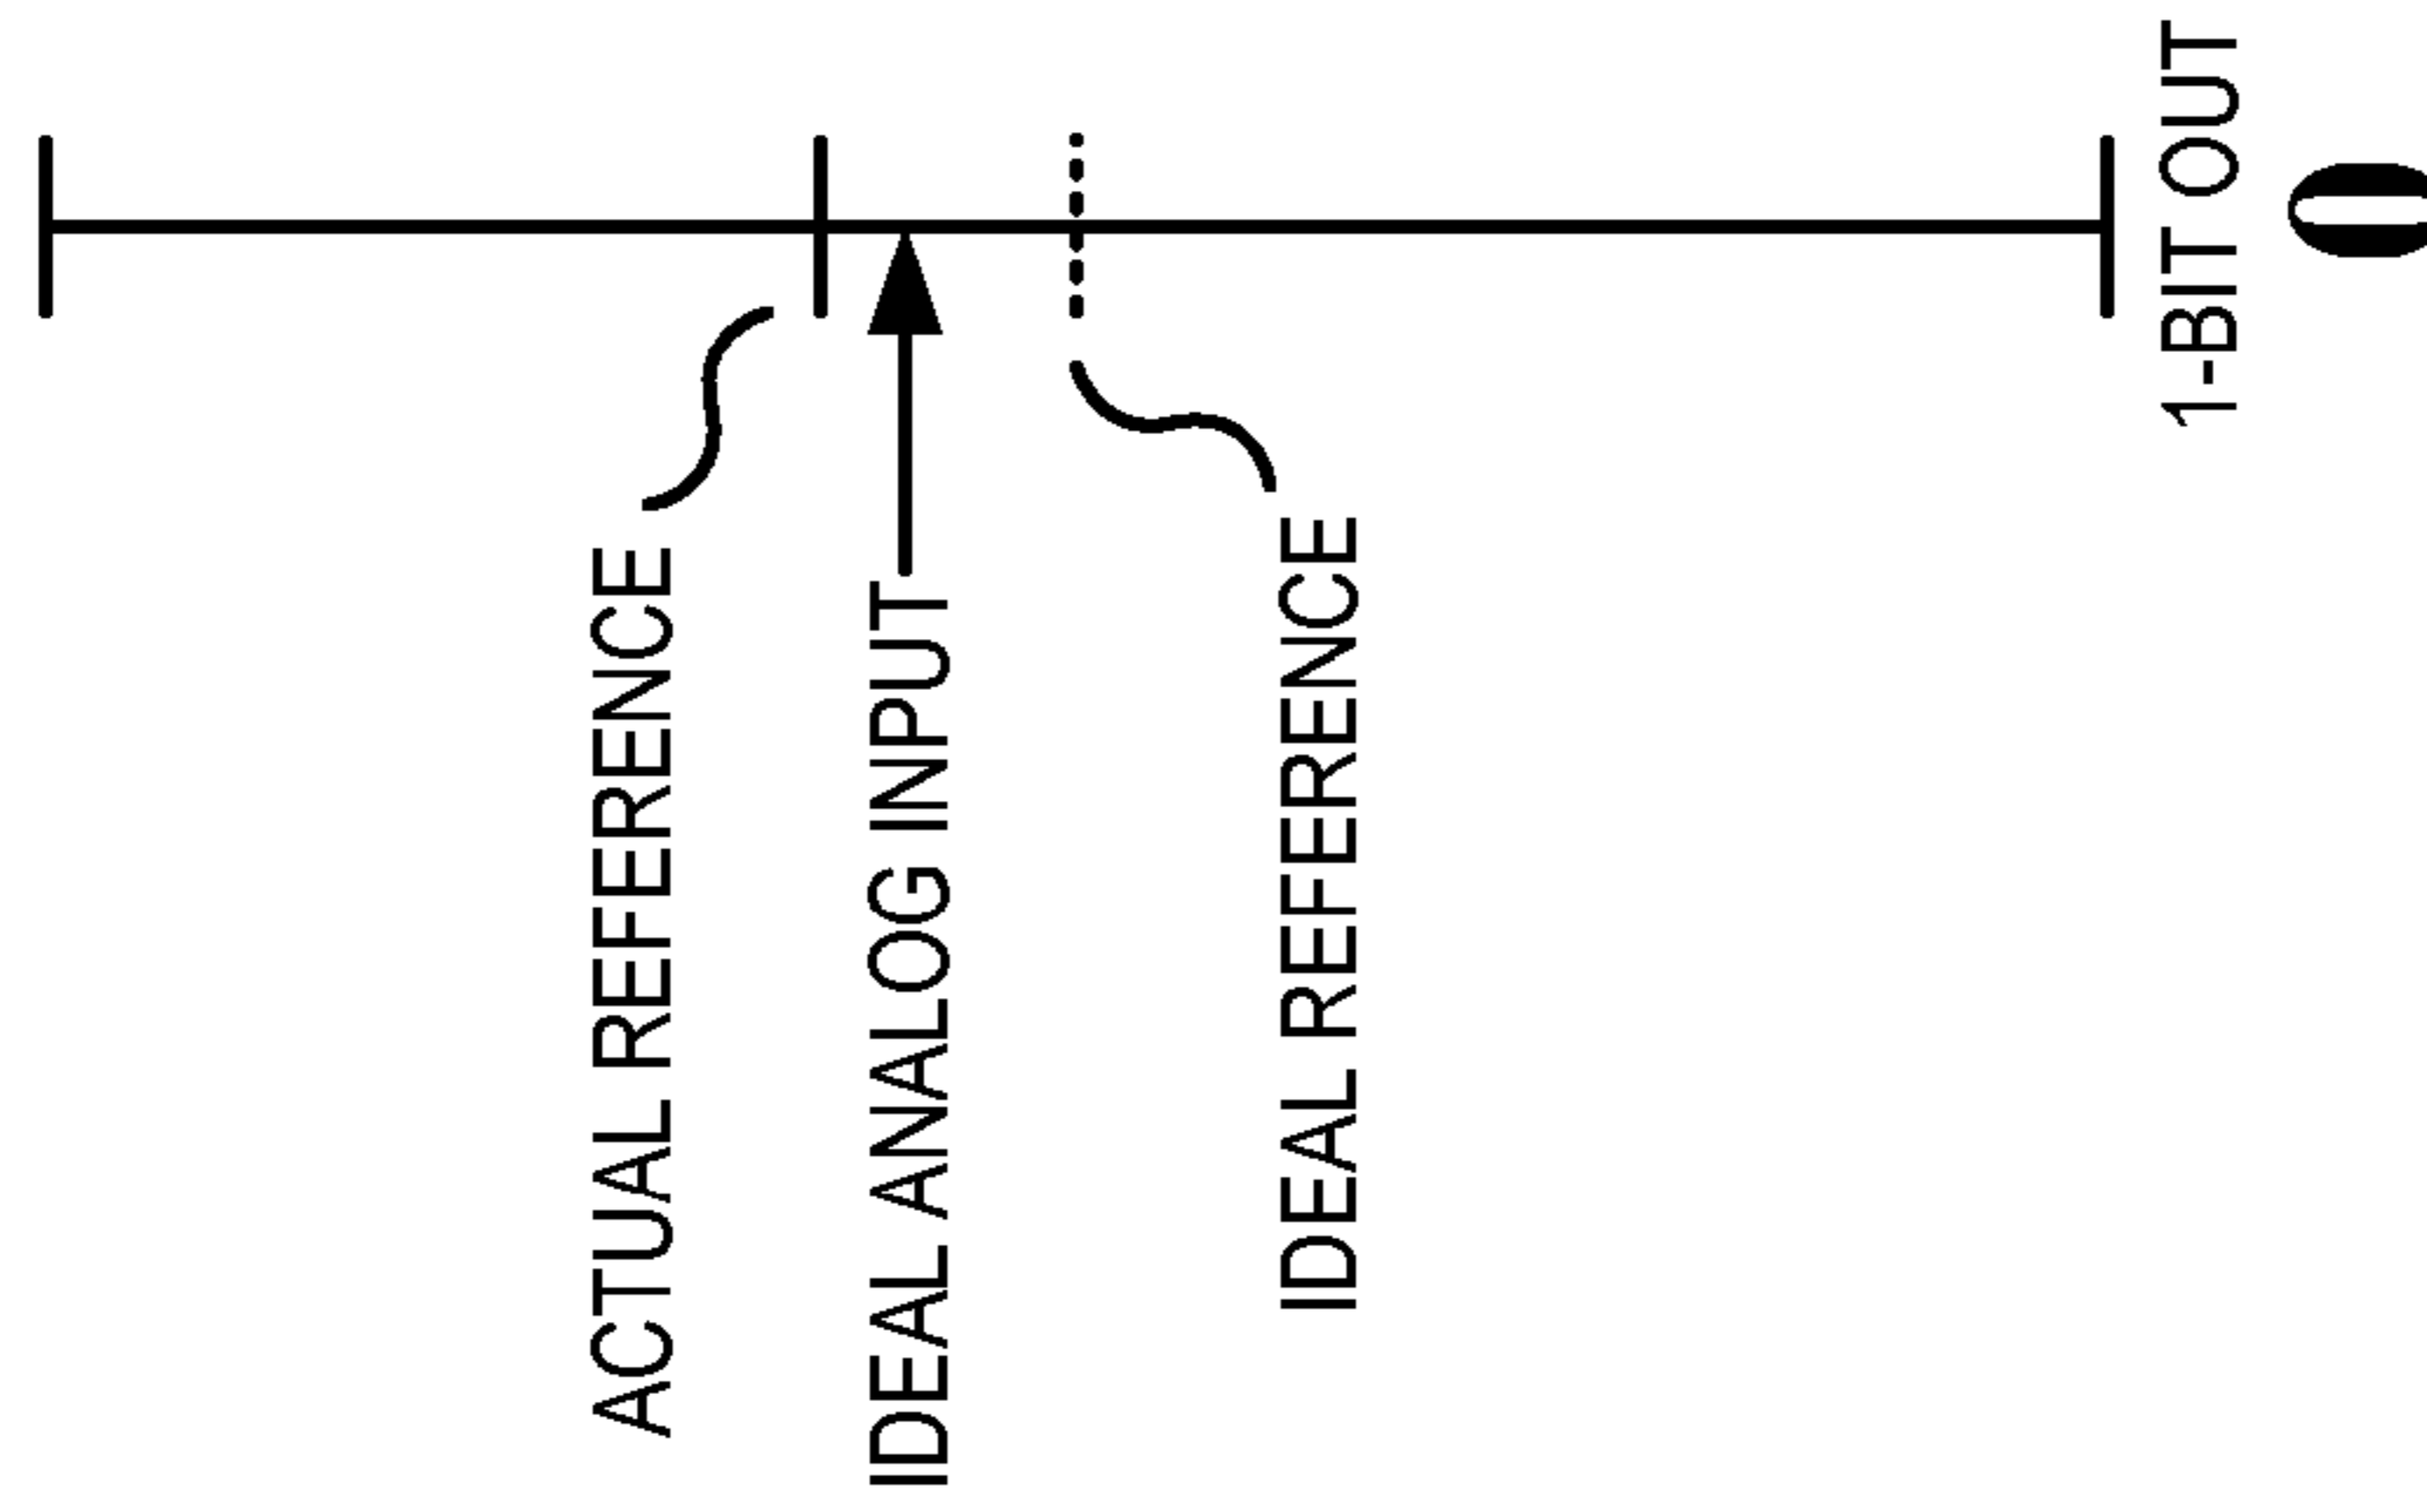 ACTUAL REFERENCE
IDEAL ANALOG INPUT
IDEAL REFERENCE
1-BIT OUT
0